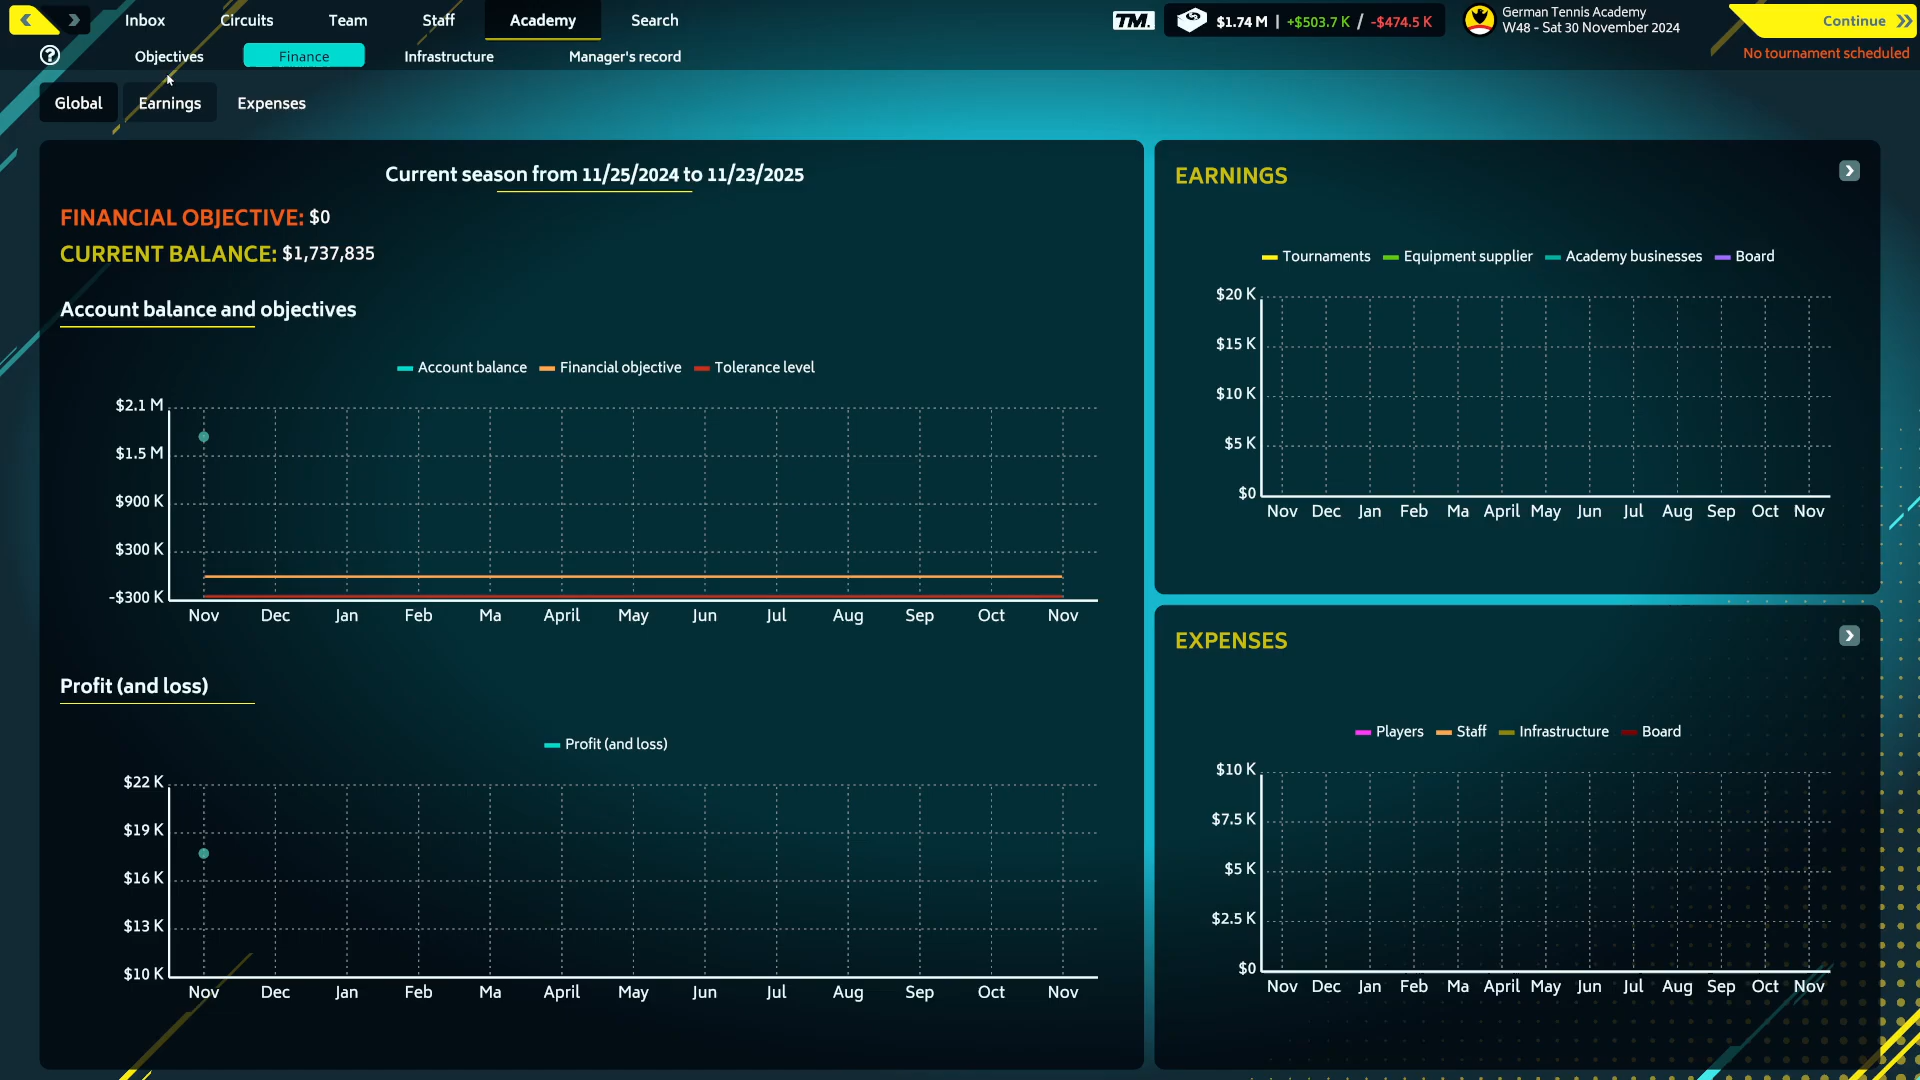 Inbox Circuits Team Staff Academy Search
TM. $1.74 M | +$503.7 K / -$474.5 K
German Tennis Academy
W48 - Sat 30 November 2024
Continue
No tournament scheduled
Objectives Finance Infrastructure Manager's record
Global Earnings Expenses
Current season from 11/25/2024 to 11/23/2025
FINANCIAL OBJECTIVE: $0
CURRENT BALANCE: $1,737,835
Account balance and objectives
Account balance Financial objective Tolerance level
$2.1 M
$1.5 M
$900 K
$300 K
-$300 K
Nov Dec Jan Feb Ma April May Jun Jul Aug Sep Oct Nov
Profit (and loss)
Profit (and loss)
$22 K
$19 K
$16 K
$13 K
$10 K
Nov Dec Jan Feb Ma April May Jun Jul Aug Sep Oct Nov
EARNINGS
Tournaments Equipment supplier Academy businesses Board
$20 K
$15 K
$10 K
$5 K
$0
Nov Dec Jan Feb Ma April May Jun Jul Aug Sep Oct Nov
EXPENSES
Players Staff Infrastructure Board
$10 K
$7.5 K
$5 K
$2.5 K
$0
Nov Dec Jan Feb Ma April May Jun Jul Aug Sep Oct Nov